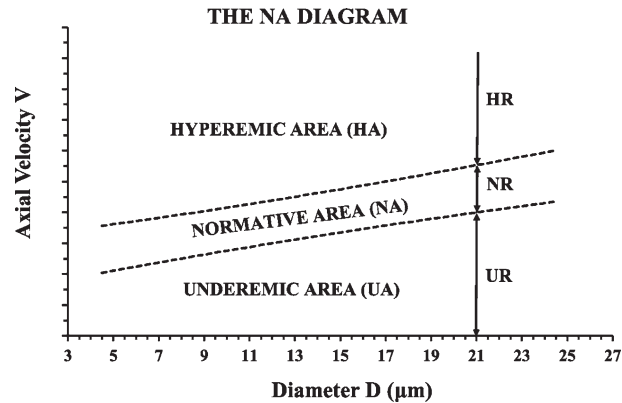 THE NA DIAGRAM
Axial Velocity V
HYPEREMIC AREA (HA)
HR
NORMATIVE AREA (NA)
NR
UNDEREMIC AREA (UA)
UR
3 5 7 9 11 13 15 17 19 21 23 25 27
Diameter D (μm)